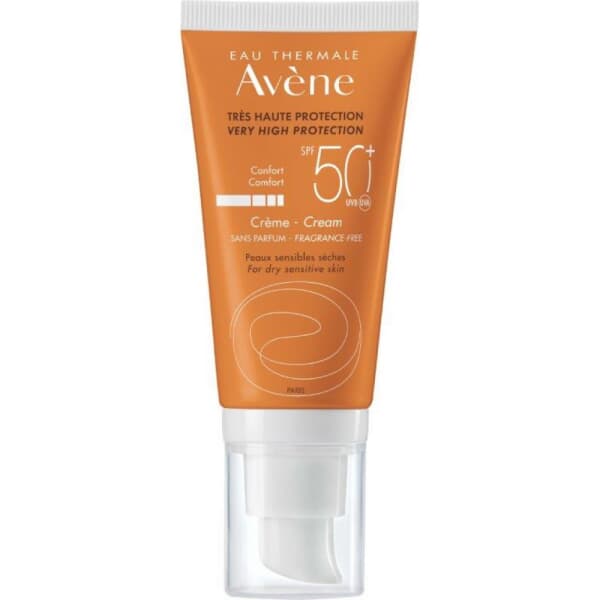 EAU THERMALE
Avène
TRÈS HAUTE PROTECTION
VERY HIGH PROTECTION
SPF 50+
UVB UVA
Confort
Comfort
Crème - Cream
SANS PARFUM - FRAGRANCE FREE
Peaux sensibles sèches
For dry sensitive skin
PARIS